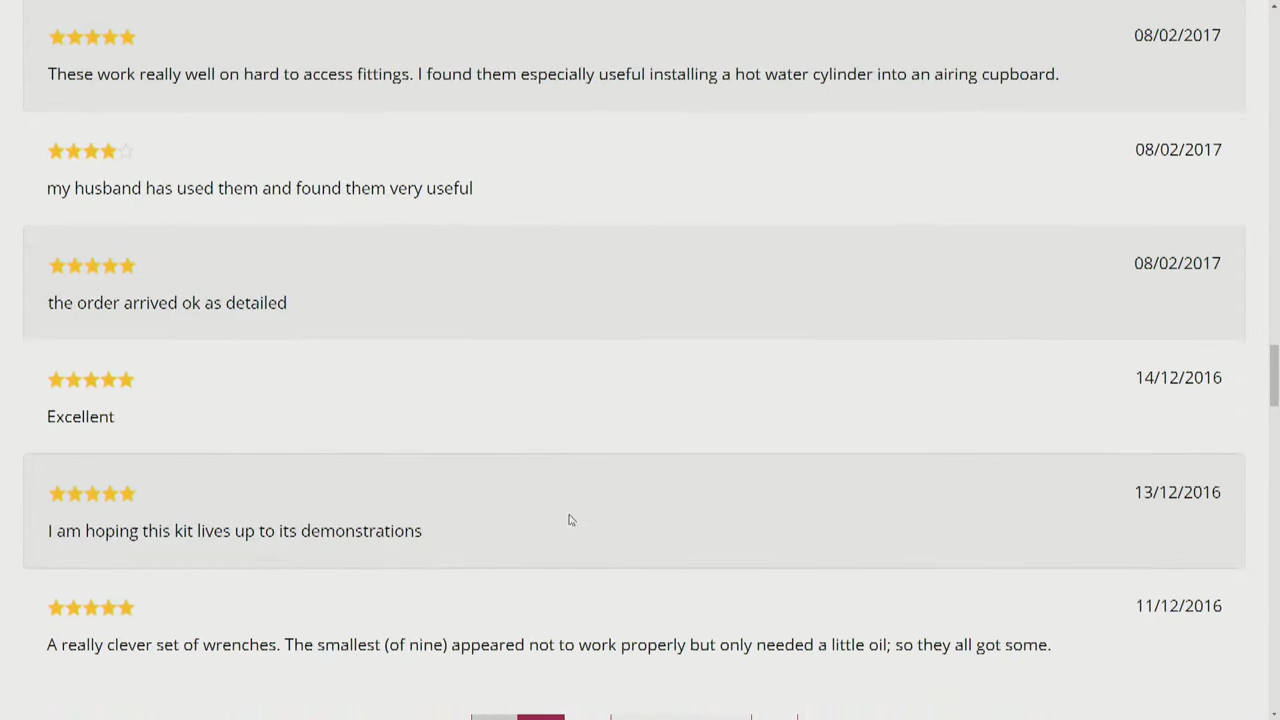 08/02/2017
These work really well on hard to access fittings. I found them especially useful installing a hot water cylinder into an airing cupboard.
08/02/2017
my husband has used them and found them very useful
08/02/2017
the order arrived ok as detailed
14/12/2016
Excellent
13/12/2016
I am hoping this kit lives up to its demonstrations
11/12/2016
A really clever set of wrenches. The smallest (of nine) appeared not to work properly but only needed a little oil; so they all got some.